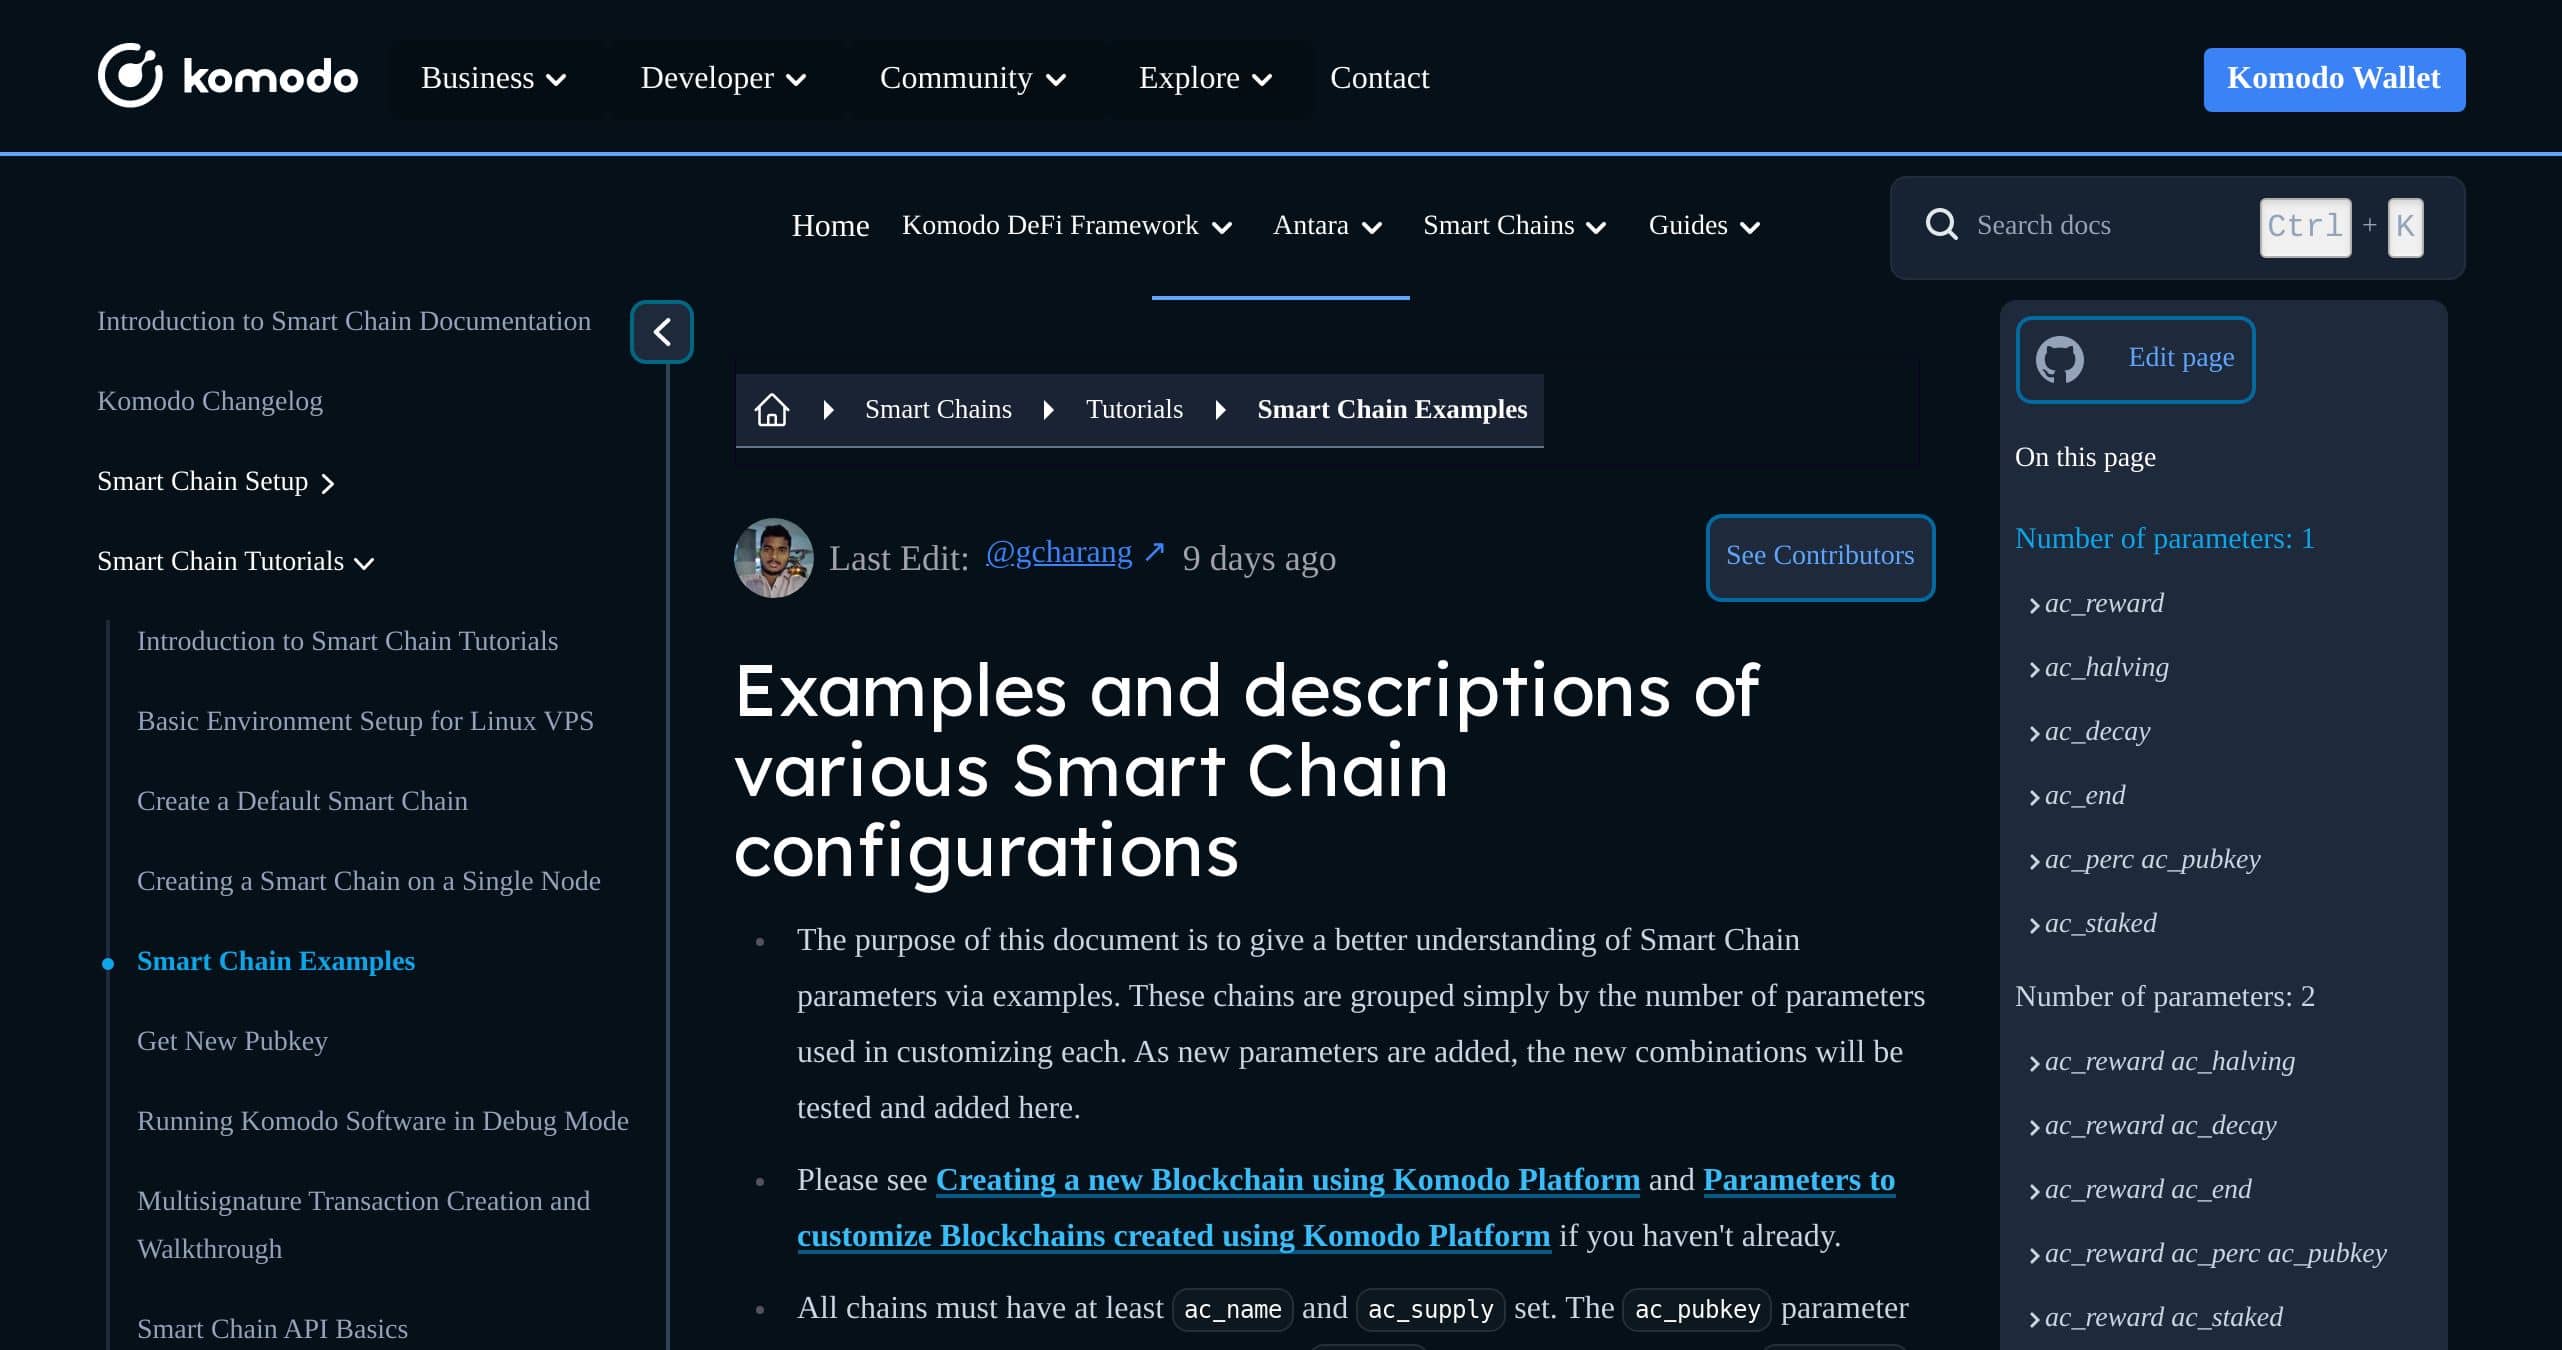 komodo
Business
Developer
Community
Explore
Contact
Komodo Wallet
Home
Komodo DeFi Framework
Antara
Smart Chains
Guides
Search docs
Ctrl + K
Introduction to Smart Chain Documentation
Komodo Changelog
Smart Chain Setup
Smart Chain Tutorials
Introduction to Smart Chain Tutorials
Basic Environment Setup for Linux VPS
Create a Default Smart Chain
Creating a Smart Chain on a Single Node
Smart Chain Examples
Get New Pubkey
Running Komodo Software in Debug Mode
Multisignature Transaction Creation and
Walkthrough
Smart Chain API Basics
Smart Chains
Tutorials
Smart Chain Examples
Last Edit: @gcharang ↗ 9 days ago
See Contributors
Examples and descriptions of
various Smart Chain
configurations
• The purpose of this document is to give a better understanding of Smart Chain
parameters via examples. These chains are grouped simply by the number of parameters
used in customizing each. As new parameters are added, the new combinations will be
tested and added here.
• Please see Creating a new Blockchain using Komodo Platform and Parameters to
customize Blockchains created using Komodo Platform if you haven't already.
• All chains must have at least ac_name and ac_supply set. The ac_pubkey parameter
Edit page
On this page
Number of parameters: 1
ac_reward
ac_halving
ac_decay
ac_end
ac_perc ac_pubkey
ac_staked
Number of parameters: 2
ac_reward ac_halving
ac_reward ac_decay
ac_reward ac_end
ac_reward ac_perc ac_pubkey
ac_reward ac_staked